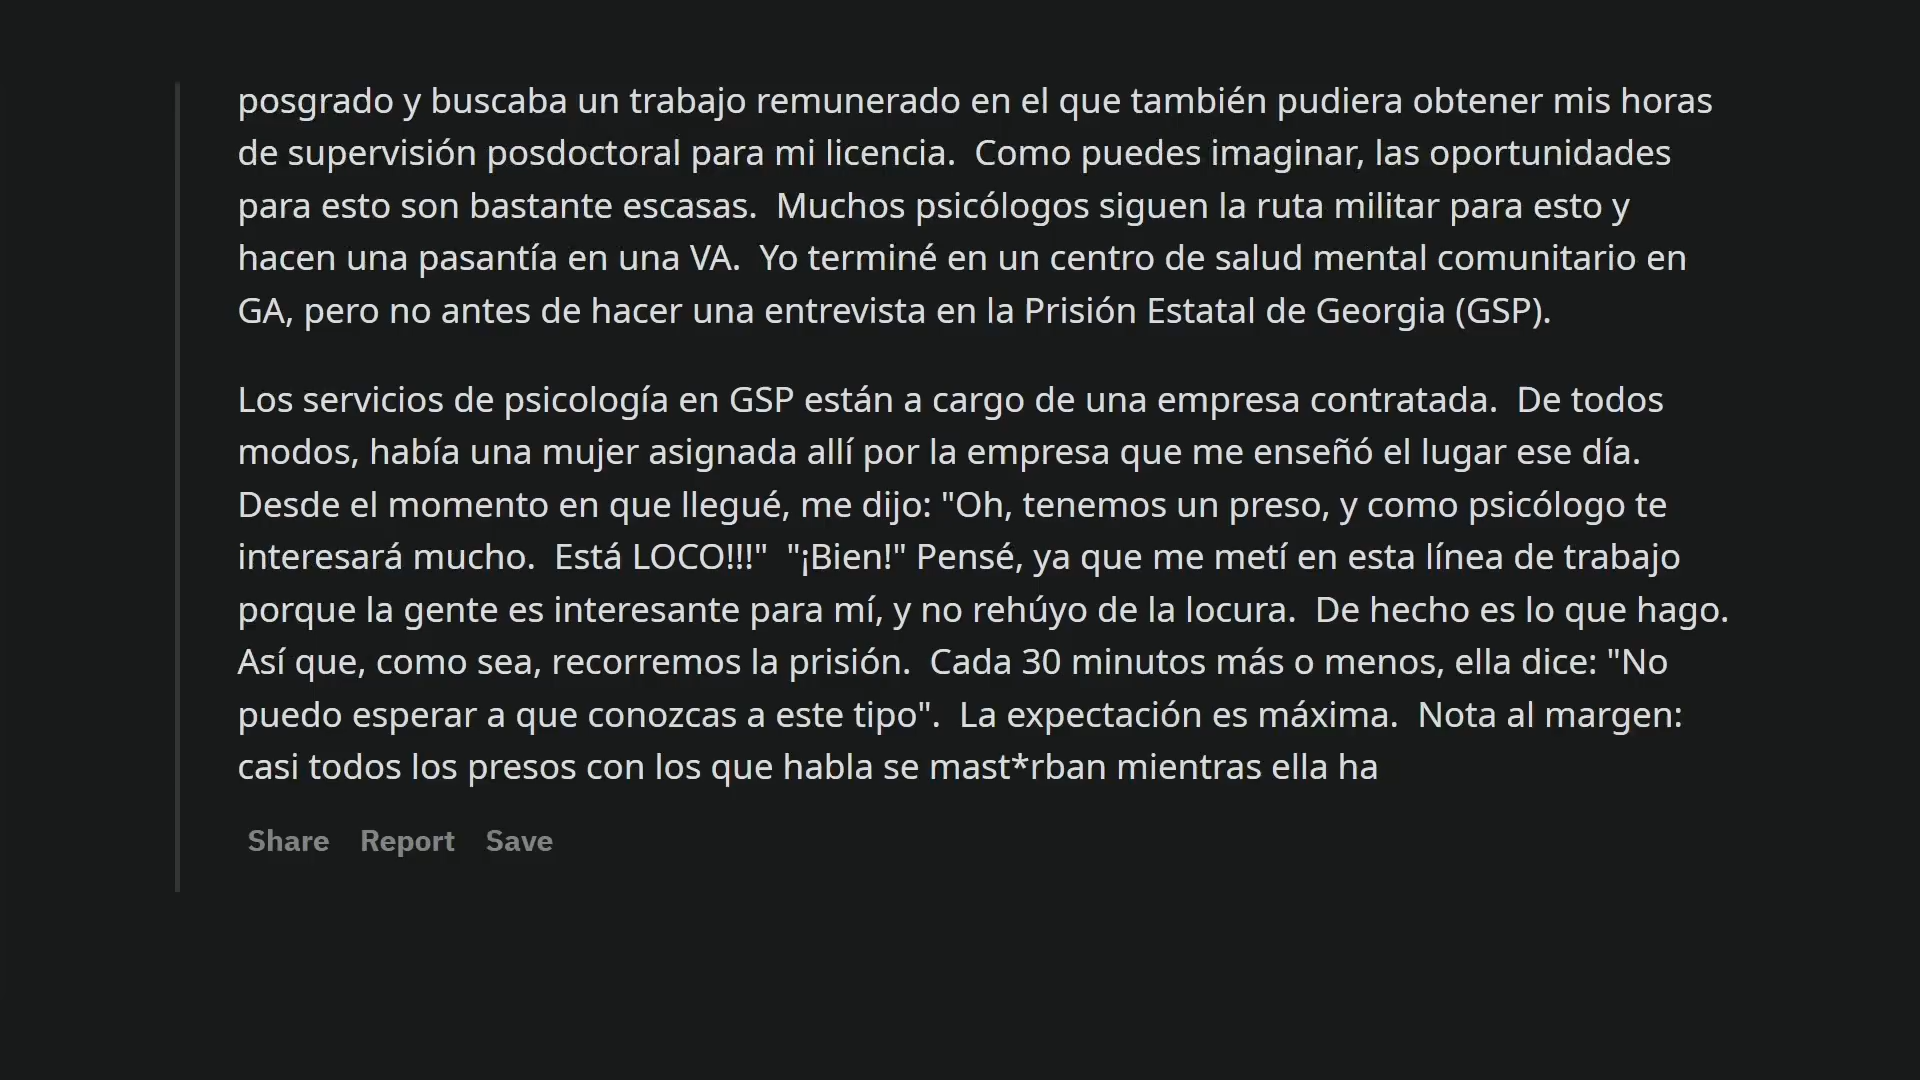 posgrado y buscaba un trabajo remunerado en el que también pudiera obtener mis horas
de supervisión posdoctoral para mi licencia.  Como puedes imaginar, las oportunidades
para esto son bastante escasas.  Muchos psicólogos siguen la ruta militar para esto y
hacen una pasantía en una VA.  Yo terminé en un centro de salud mental comunitario en
GA, pero no antes de hacer una entrevista en la Prisión Estatal de Georgia (GSP).
Los servicios de psicología en GSP están a cargo de una empresa contratada.  De todos
modos, había una mujer asignada allí por la empresa que me enseñó el lugar ese día.
Desde el momento en que llegué, me dijo: "Oh, tenemos un preso, y como psicólogo te
interesará mucho.  Está LOCO!!!"  "¡Bien!" Pensé, ya que me metí en esta línea de trabajo
porque la gente es interesante para mí, y no rehúyo de la locura.  De hecho es lo que hago.
Así que, como sea, recorremos la prisión.  Cada 30 minutos más o menos, ella dice: "No
puedo esperar a que conozcas a este tipo".  La expectación es máxima.  Nota al margen:
casi todos los presos con los que habla se mast*rban mientras ella ha
Share Report Save